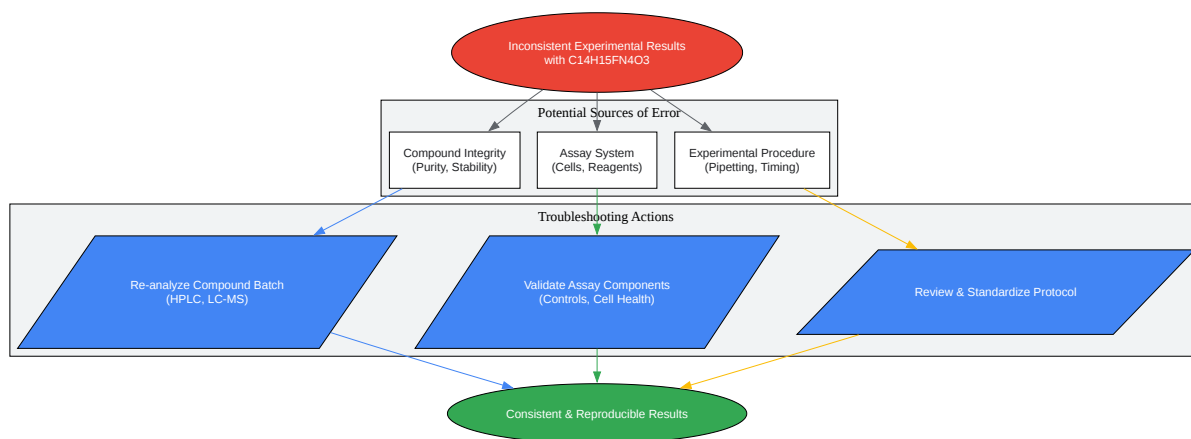 Inconsistent Experimental Results
with C14H15FN4O3
Potential Sources of Error
Compound Integrity
(Purity, Stability)
Assay System
(Cells, Reagents)
Experimental Procedure
(Pipetting, Timing)
Troubleshooting Actions
Re-analyze Compound Batch
(HPLC, LC-MS)
Validate Assay Components
(Controls, Cell Health)
Review & Standardize Protocol
Consistent & Reproducible Results